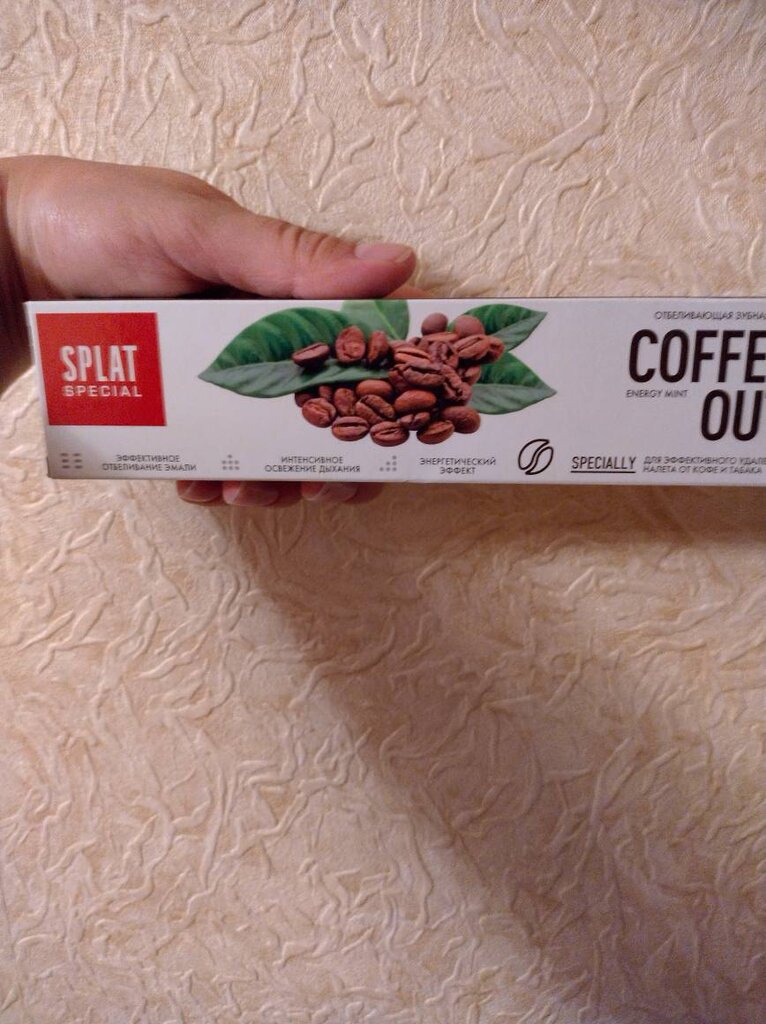 SPLAT
SPECIAL
ОТБЕЛИВАЮЩАЯ ЗУБНА
COFFE
ENERGY MINT
OU
ЭФФЕКТИВНОЕ
ОТБЕЛИВАНИЕ ЭМАЛИ
ИНТЕНСИВНОЕ
ОСВЕЖЕНИЕ ДЫХАНИЯ
ЭНЕРГЕТИЧЕСКИЙ
ЭФФЕКТ
SPECIALLY
ДЛЯ ЭФФЕКТИВНОГО УДАЛЕ
НАЛЕТА ОТ КОФЕ И ТАБАКА